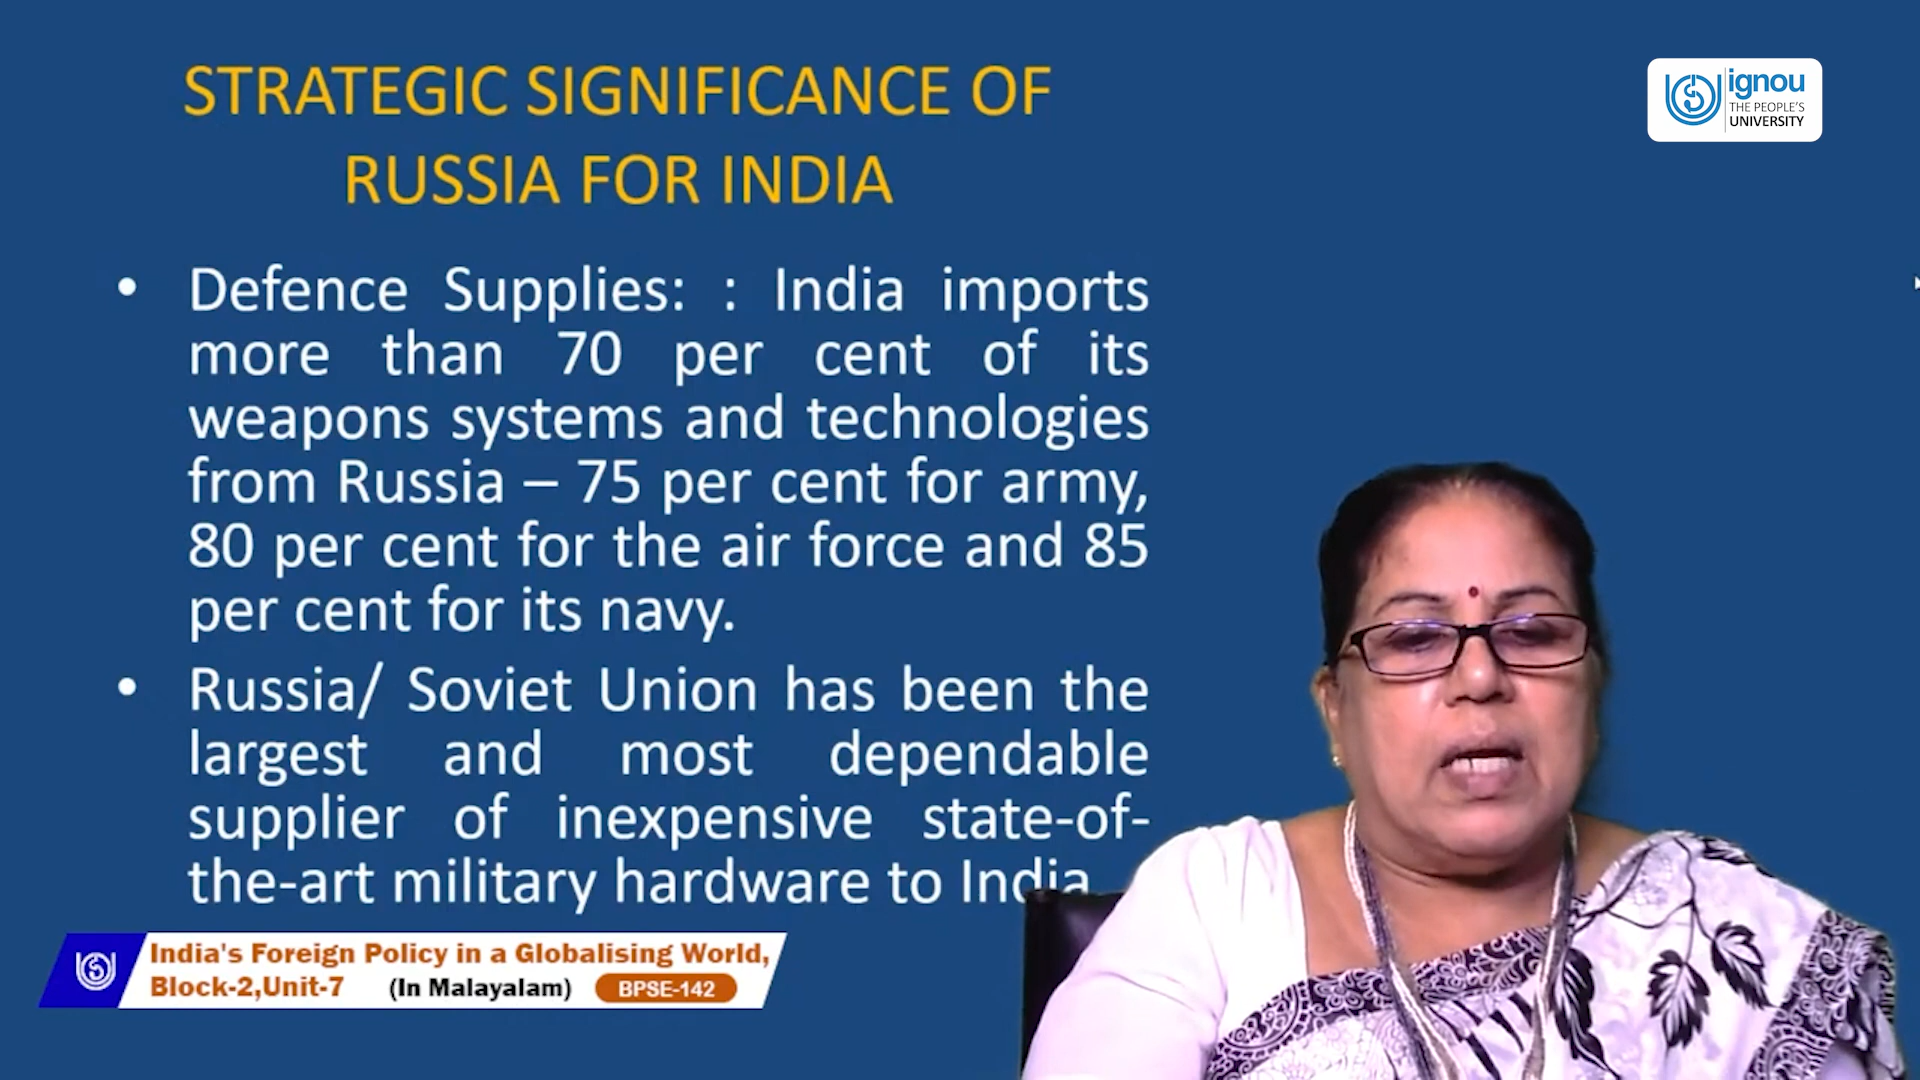 STRATEGIC SIGNIFICANCE OF
RUSSIA FOR INDIA
ignou
THE PEOPLE'S
UNIVERSITY
• Defence Supplies: : India imports
more than 70 per cent of its
weapons systems and technologies
from Russia – 75 per cent for army,
80 per cent for the air force and 85
per cent for its navy.
• Russia/ Soviet Union has been the
largest and most dependable
supplier of inexpensive state-of-
the-art military hardware to India
India's Foreign Policy in a Globalising World,
Block-2,Unit-7 (In Malayalam) BPSE-142